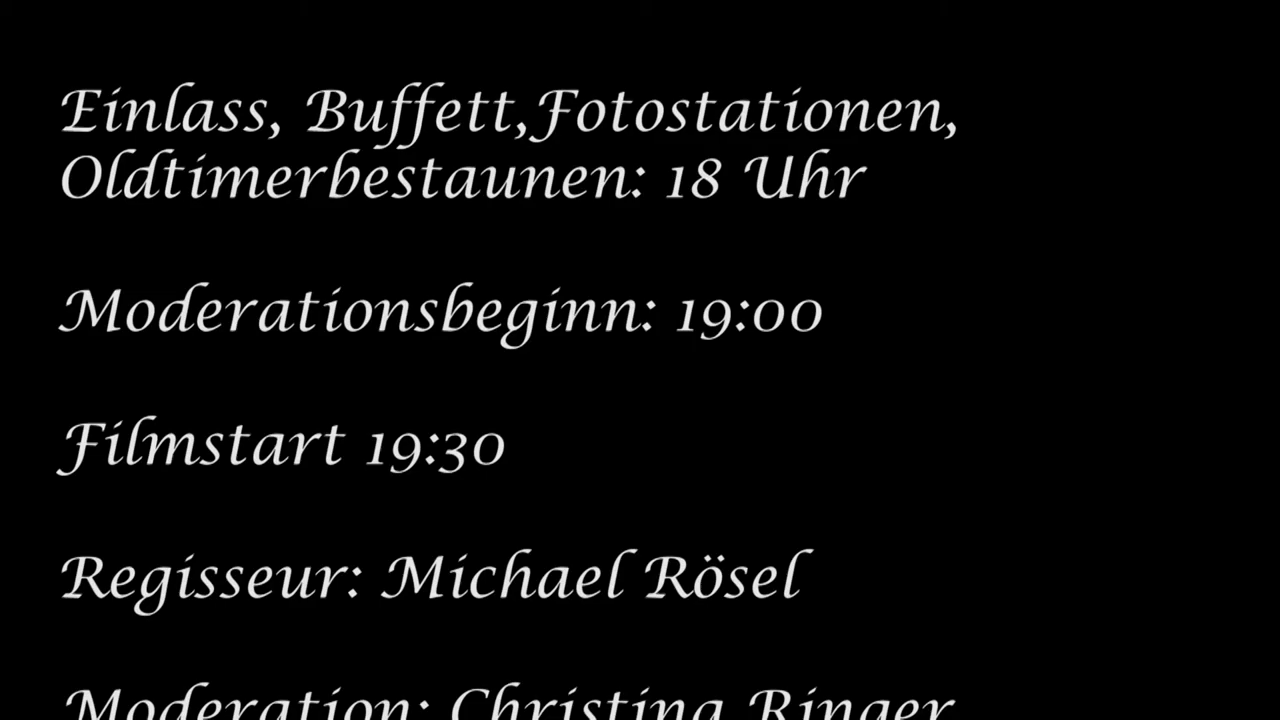 Einlass, Buffett,Fotostationen,
Oldtimerbestaunen: 18 Uhr
Moderationsbeginn: 19:00
Filmstart 19:30
Regisseur: Michael Rösel
Moderation: Christina Ringer